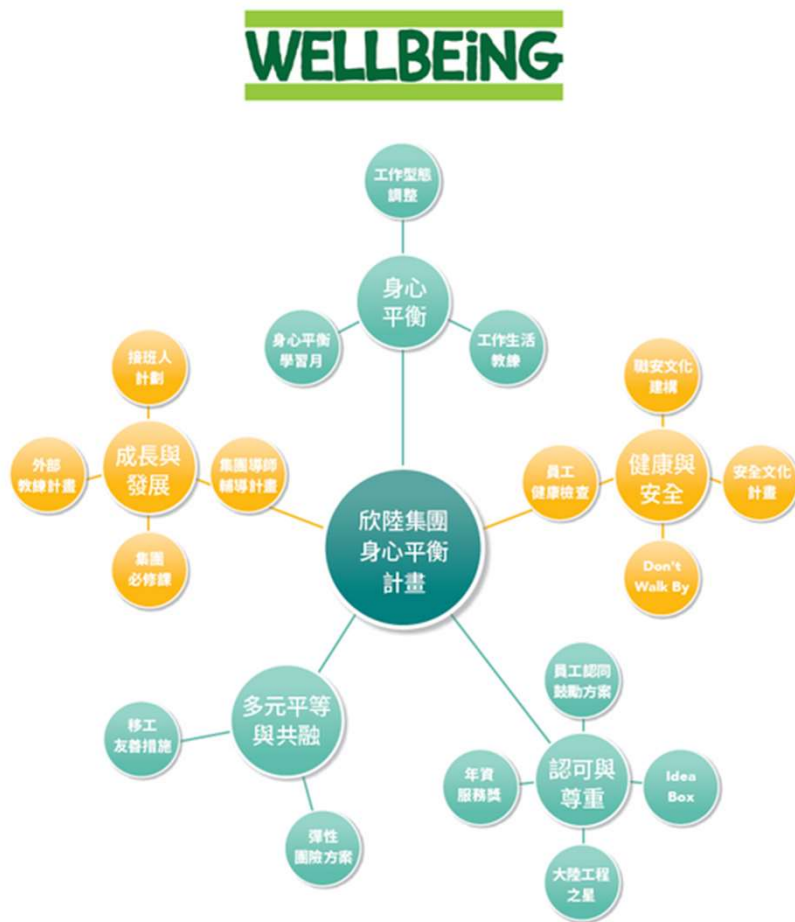 WELLBEiNG
工作型態
調整
身心
平衡
身心平衡
學習月
工作生活
教練
接班人
計劃
成長與
發展
外部
教練計畫
集團導師
輔導計畫
集團
必修課
職安文化
建構
健康與
安全
員工
健康檢查
安全文化
計畫
Don't
Walk By
欣陸集團
身心平衡
計畫
多元平等
與共融
移工
友善措施
彈性
團險方案
員工認同
鼓勵方案
認可與
尊重
年資
服務獎
Idea
Box
大陸工程
之星